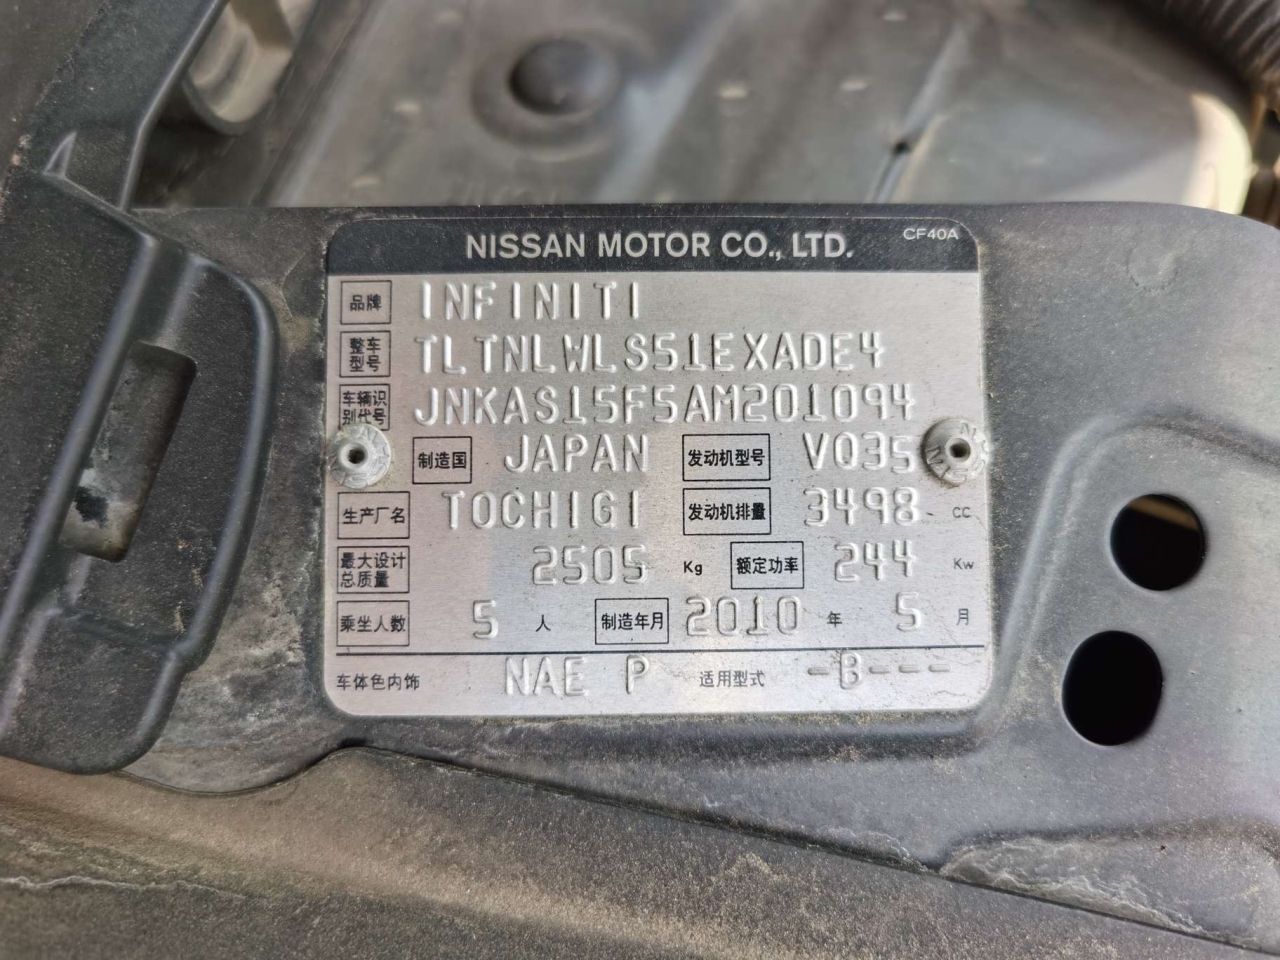 NISSAN MOTOR CO., LTD. CF40A
品牌 INFINITI
整车型号 TLTNLWLS51EXADE4
车辆识别代号 JNKAS15F5AM201094
制造国 JAPAN 发动机型号 VQ35
生产厂名 TOCHIGI 发动机排量 3498 CC
最大设计总质量 2505 Kg 额定功率 244 Kw
乘坐人数 5 人 制造年月 2010 年 5 月
车体色内饰 NAE P 适用型式 -B---